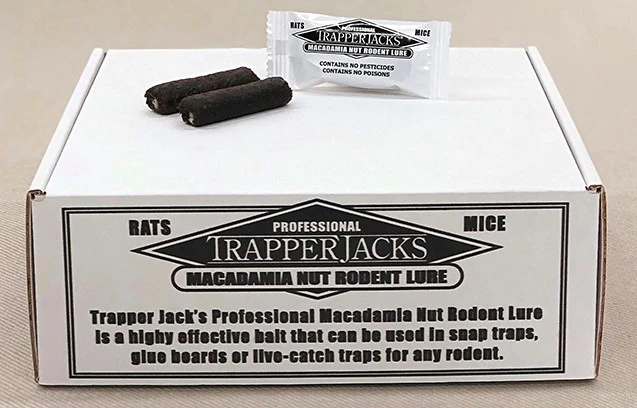 RATS PROFESSIONAL MICE
TRAPPERJACKS
MACADAMIA NUT RODENT LURE
CONTAINS NO PESTICIDES
CONTAINS NO POISONS
RATS PROFESSIONAL MICE
TRAPPERJACKS
MACADAMIA NUT RODENT LURE
Trapper Jack's Professional Macadamia Nut Rodent Lure
is a highy effective bait that can be used in snap traps,
glue boards or live-catch traps for any rodent.